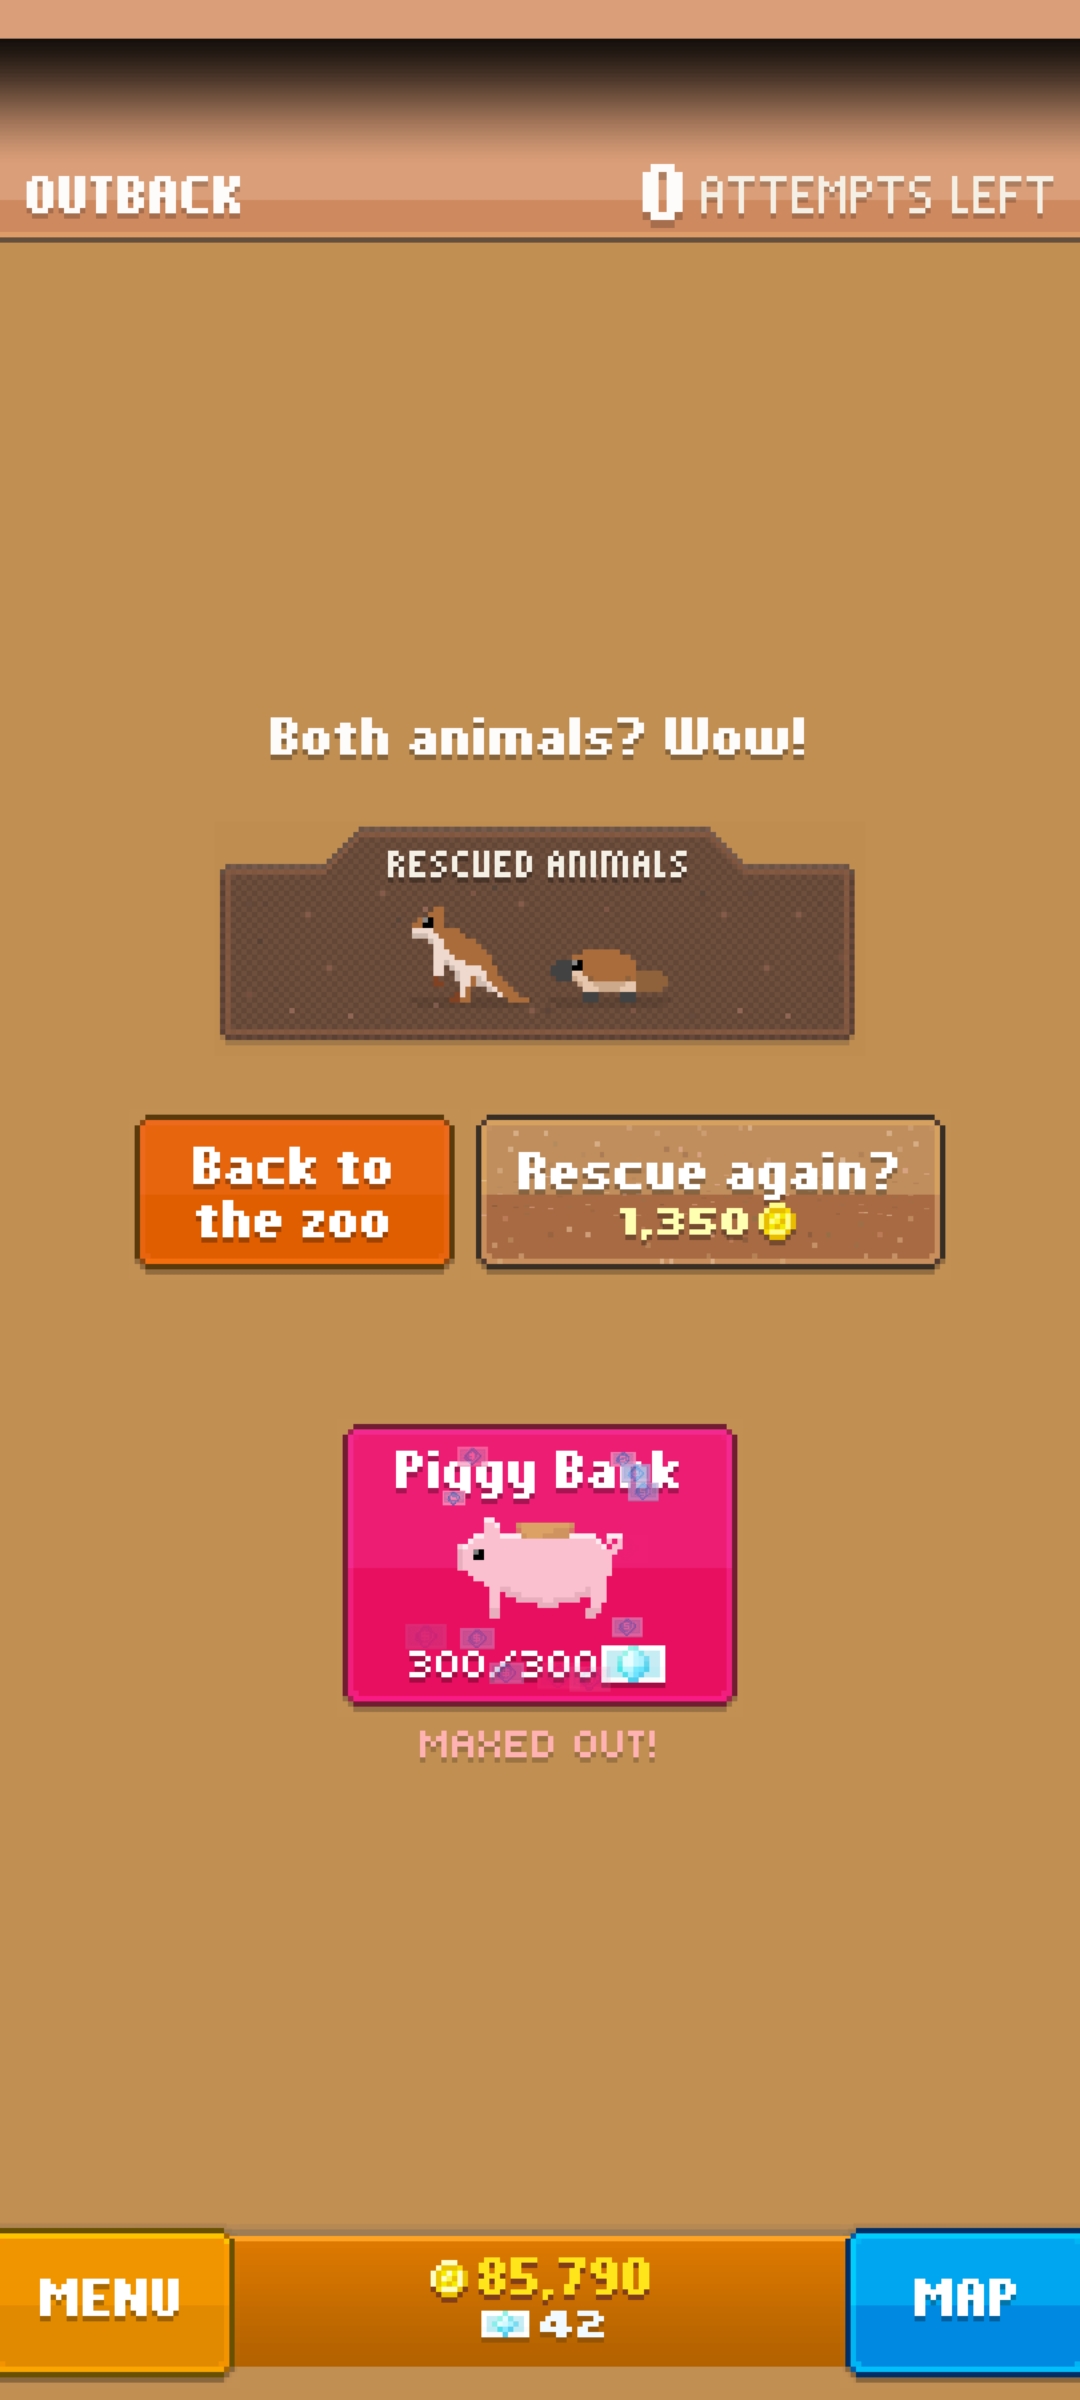 OUTBACK
0 ATTEMPTS LEFT
Both animals? Wow!
RESCUED ANIMALS
Back to
the zoo
Rescue again?
1,350
Piggy Bank
300/300
MAXED OUT!
MENU
85,790
42
MAP